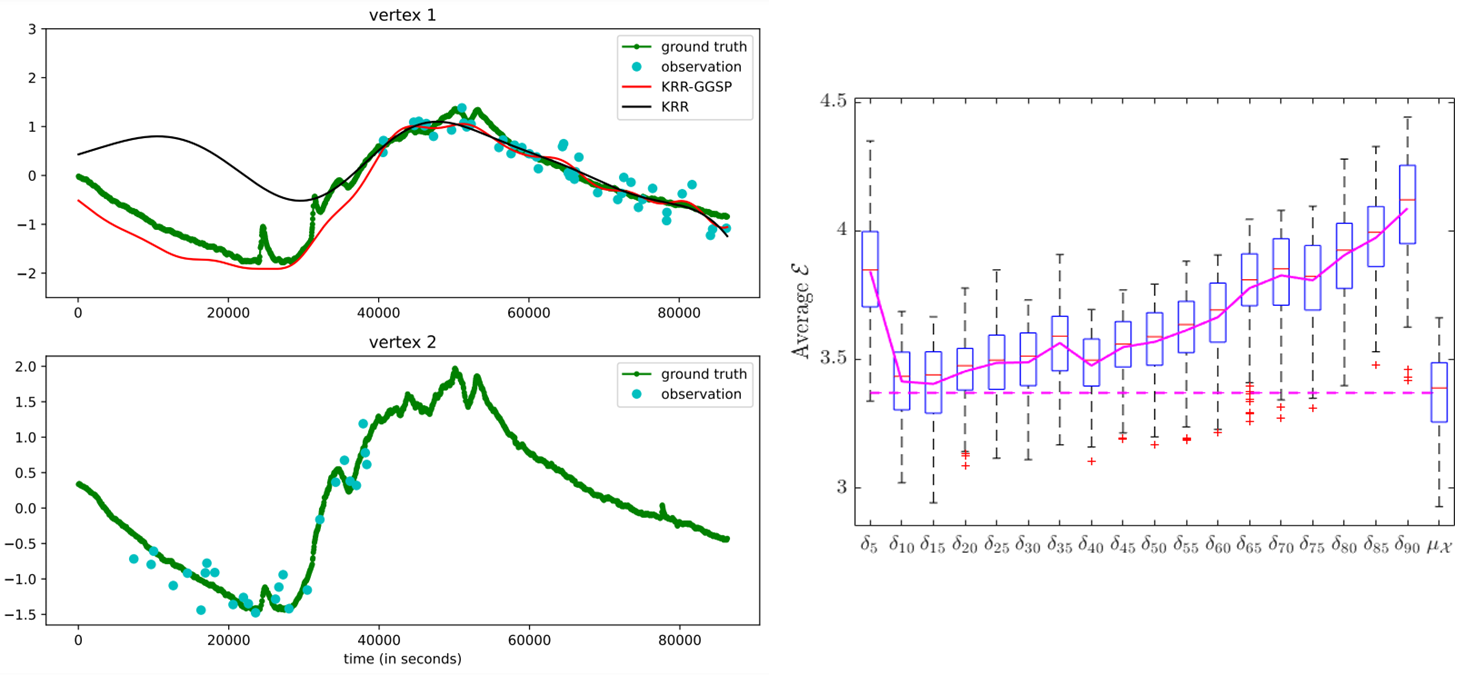 vertex 1
3
2
1
0
−1
−2
ground truth
observation
KRR-GGSP
KRR
0 20000 40000 60000 80000
vertex 2
2.0
1.5
1.0
0.5
0.0
−0.5
−1.0
−1.5
ground truth
observation
0 20000 40000 60000 80000
time (in seconds)
Average ℰ
4.5
4
3.5
3
δ5 δ10 δ15 δ20 δ25 δ30 δ35 δ40 δ45 δ50 δ55 δ60 δ65 δ70 δ75 δ80 δ85 δ90 μ𝒳